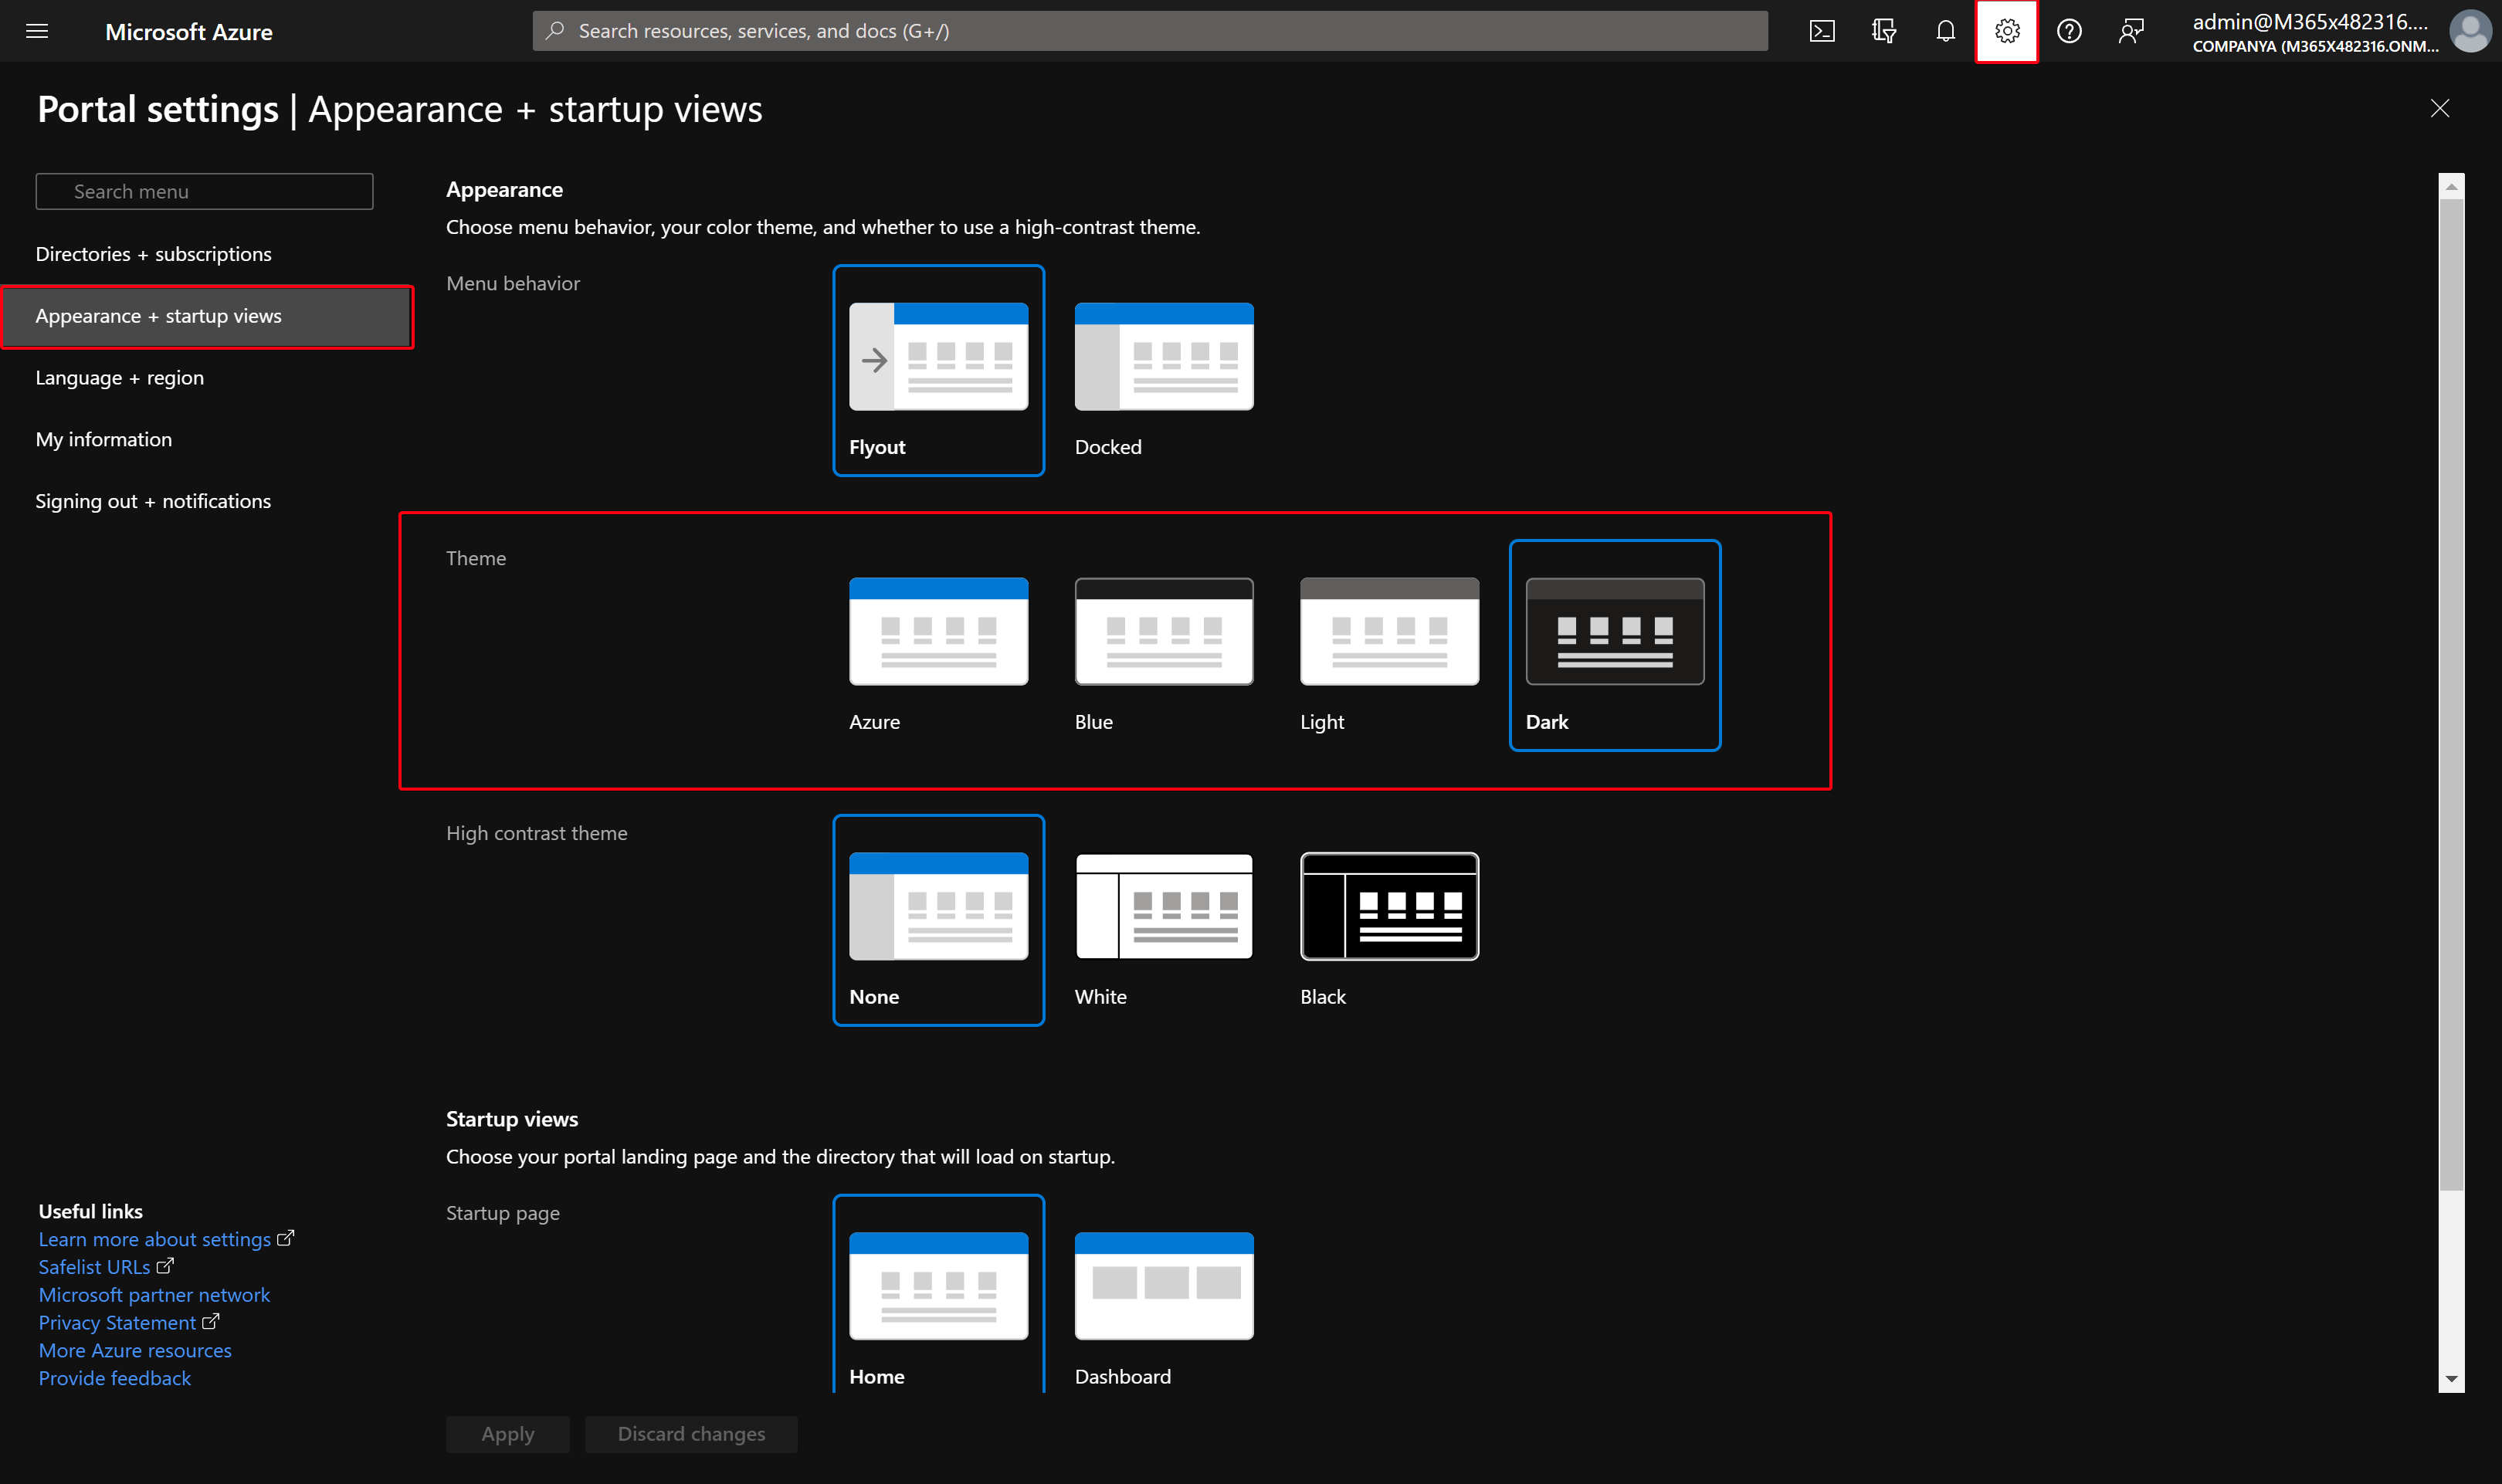 Microsoft Azure
Search resources, services, and docs (G+/)
admin@M365x482316....
COMPANYA (M365X482316.ONM...
Portal settings | Appearance + startup views
Search menu
Directories + subscriptions
Appearance + startup views
Language + region
My information
Signing out + notifications
Appearance
Choose menu behavior, your color theme, and whether to use a high-contrast theme.
Menu behavior
Flyout
Docked
Theme
Azure
Blue
Light
Dark
High contrast theme
None
White
Black
Startup views
Choose your portal landing page and the directory that will load on startup.
Startup page
Home
Dashboard
Useful links
Learn more about settings
Safelist URLs
Microsoft partner network
Privacy Statement
More Azure resources
Provide feedback
Apply
Discard changes